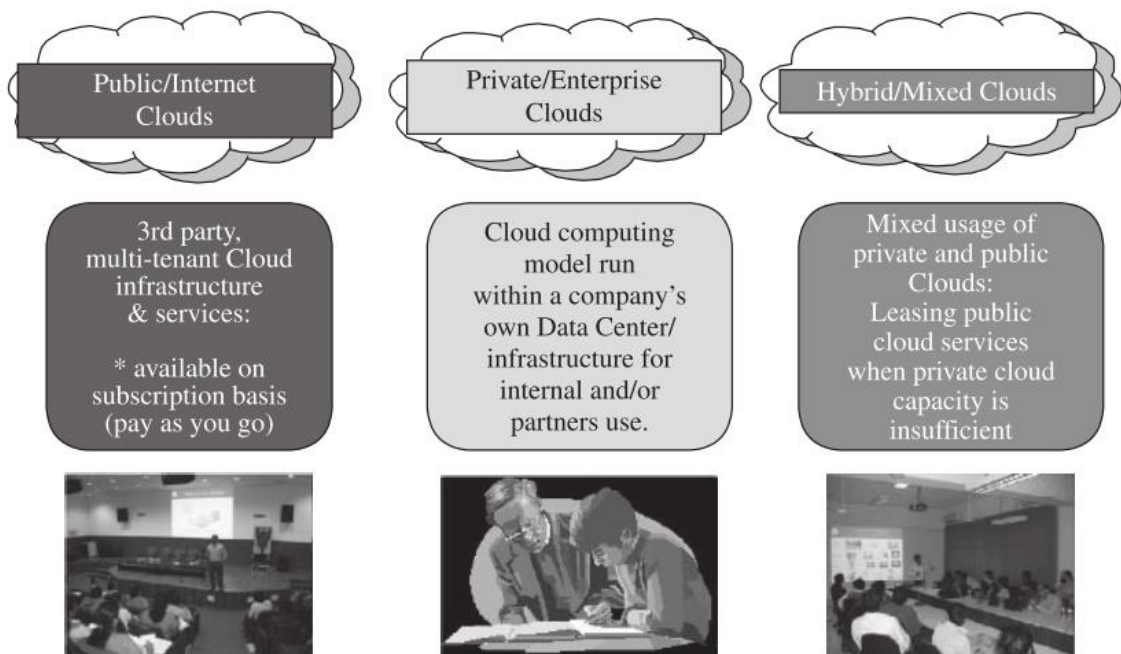 Public/Internet
Clouds
Private/Enterprise
Clouds
Hybrid/Mixed Clouds
3rd party,
multi-tenant Cloud
infrastructure
& services:
* available on
subscription basis
(pay as you go)
Cloud computing
model run
within a company’s
own Data Center/
infrastructure for
internal and/or
partners use.
Mixed usage of
private and public
Clouds:
Leasing public
cloud services
when private cloud
capacity is
insufficient